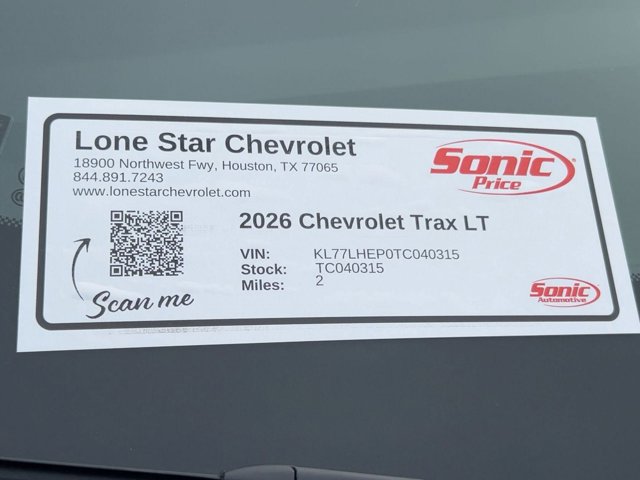 Lone Star Chevrolet
18900 Northwest Fwy, Houston, TX 77065
844.891.7243
www.lonestarchevrolet.com
Sonic
Price
2026 Chevrolet Trax LT
VIN: KL77LHEP0TC040315
Stock: TC040315
Miles: 2
Scan me
Sonic
Automotive